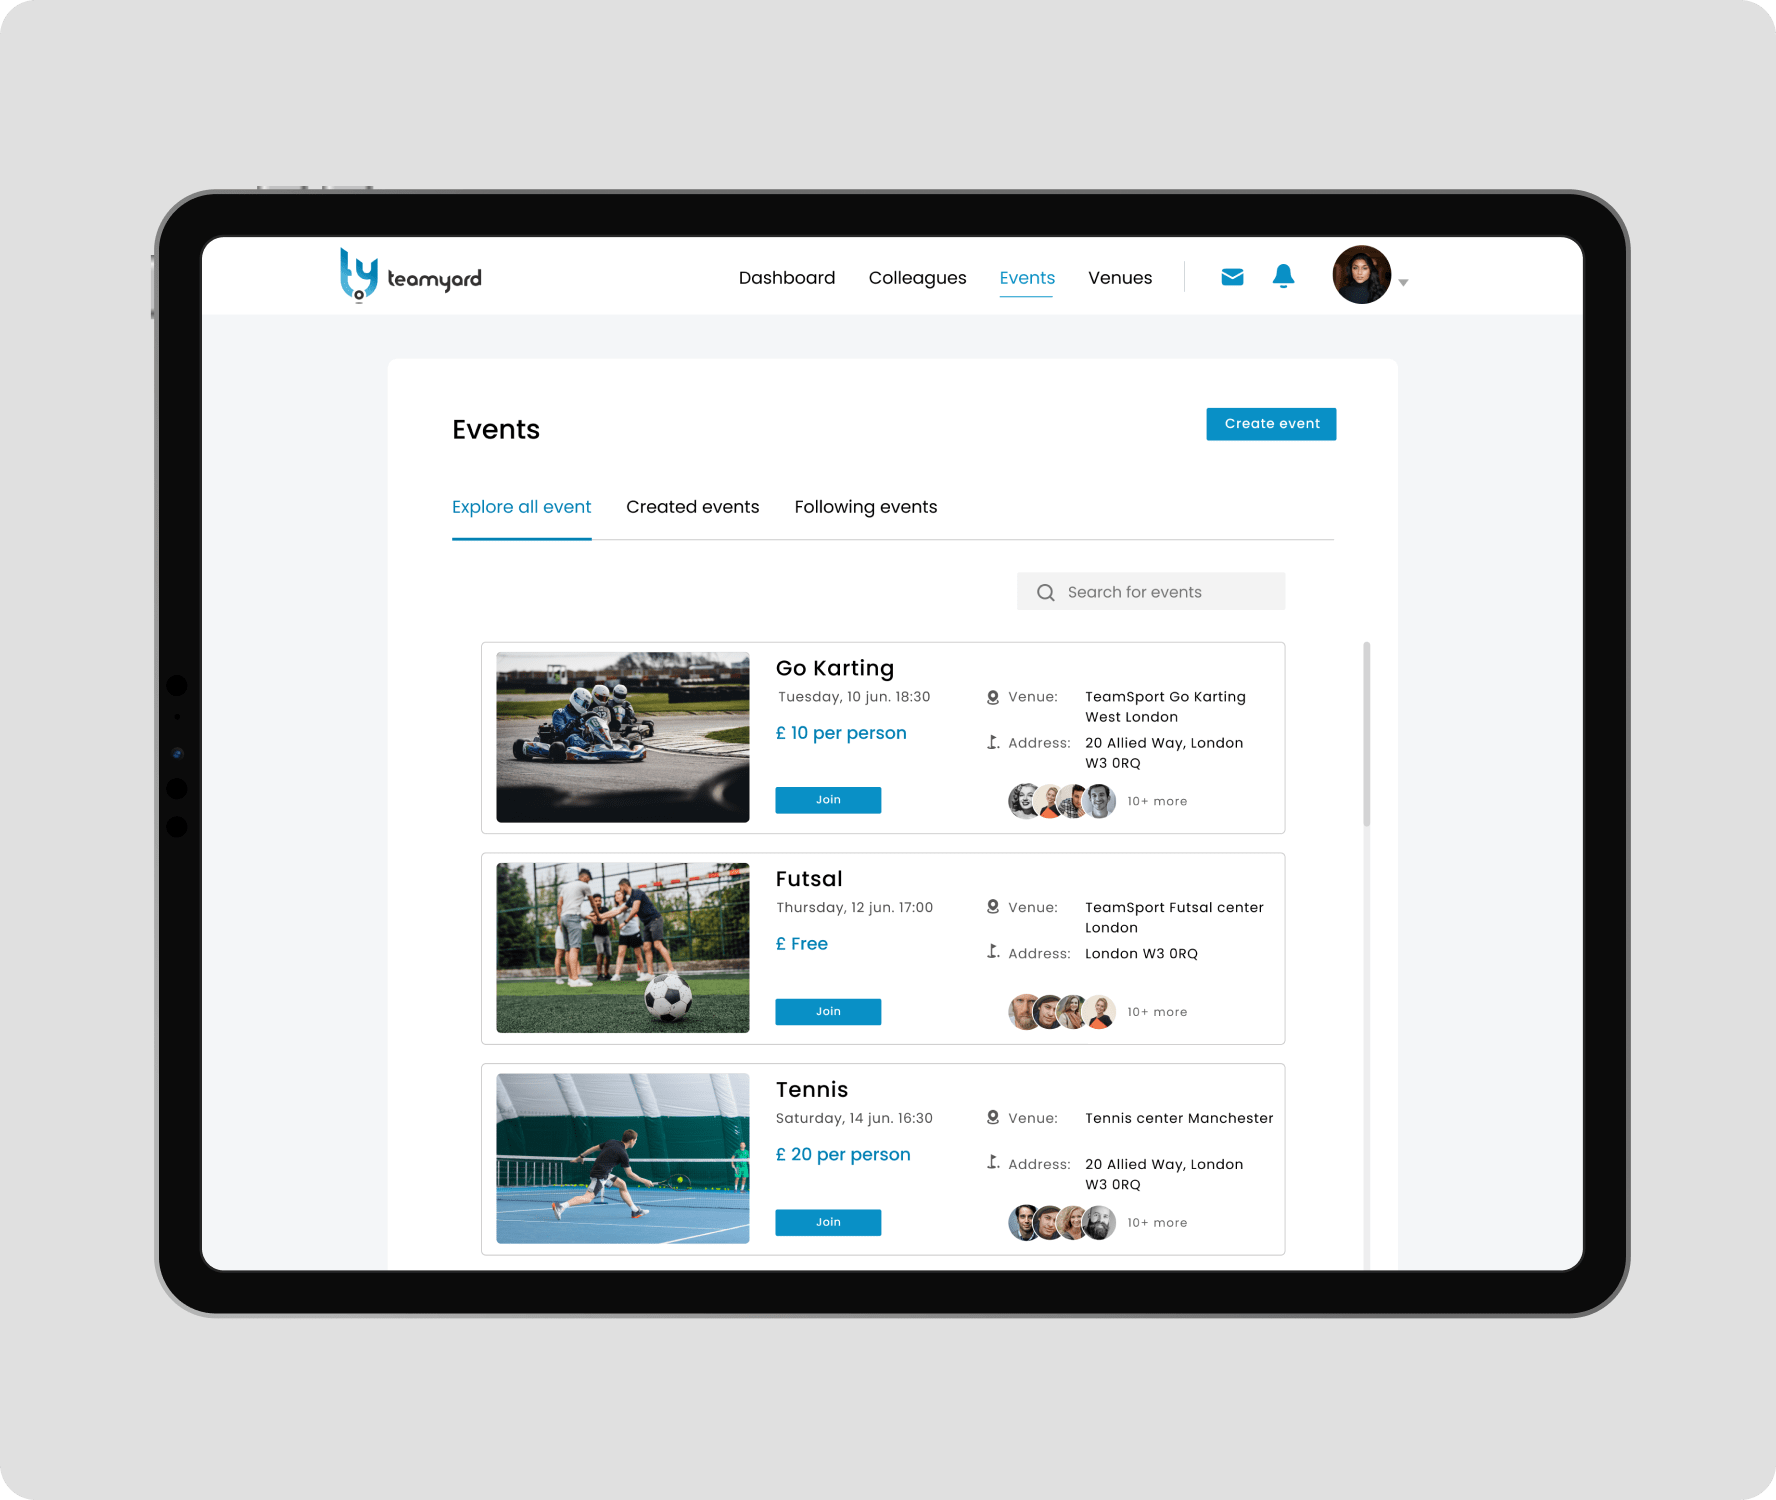 teamyard
Dashboard
Colleagues
Events
Venues
Events
Create event
Explore all event
Created events
Following events
Search for events
Go Karting
Tuesday, 10 jun. 18:30
£ 10 per person
Join
Venue:
TeamSport Go Karting
West London
Address:
20 Allied Way, London
W3 0RQ
10+ more
Futsal
Thursday, 12 jun. 17:00
£ Free
Join
Venue:
TeamSport Futsal center
London
Address:
London W3 0RQ
10+ more
Tennis
Saturday, 14 jun. 16:30
£ 20 per person
Join
Venue:
Tennis center Manchester
Address:
20 Allied Way, London
W3 0RQ
10+ more